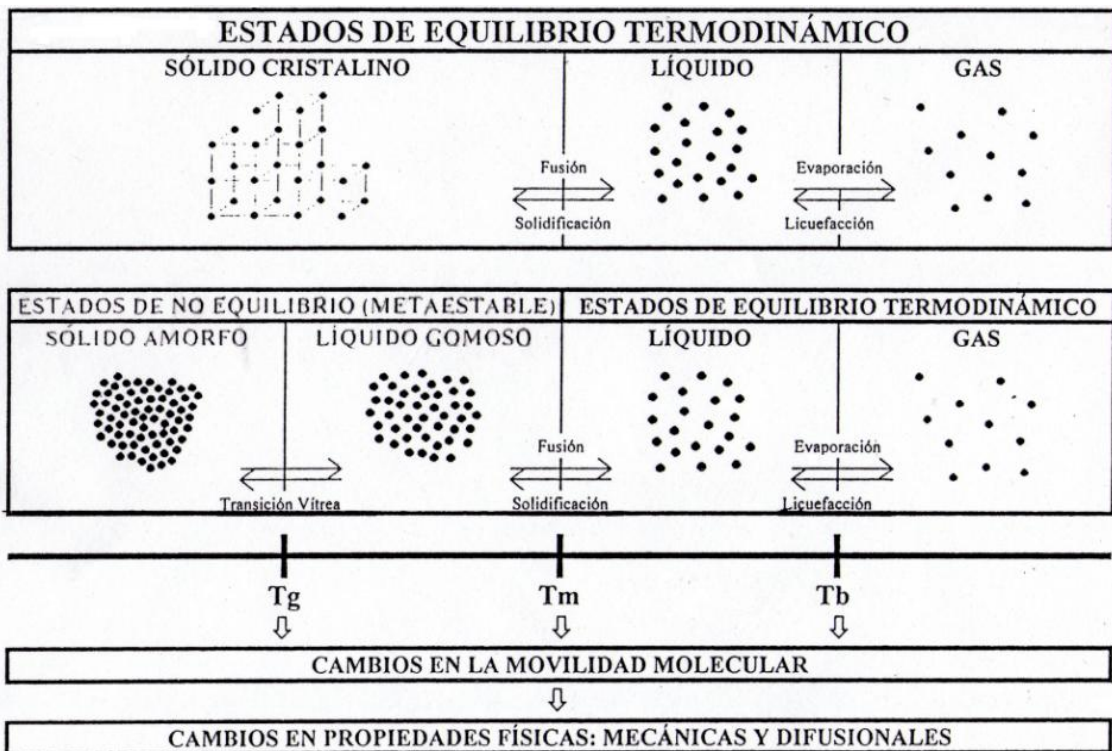 ESTADOS DE EQUILIBRIO TERMODINÁMICO
SÓLIDO CRISTALINO
LÍQUIDO
GAS
Fusión
Solidificación
Evaporación
Licuefacción
ESTADOS DE NO EQUILIBRIO (METAESTABLE)
ESTADOS DE EQUILIBRIO TERMODINÁMICO
SÓLIDO AMORFO
LÍQUIDO GOMOSO
LÍQUIDO
GAS
Transición Vítrea
Fusión
Solidificación
Evaporación
Licuefacción
Tg
Tm
Tb
CAMBIOS EN LA MOVILIDAD MOLECULAR
CAMBIOS EN PROPIEDADES FÍSICAS: MECÁNICAS Y DIFUSIONALES